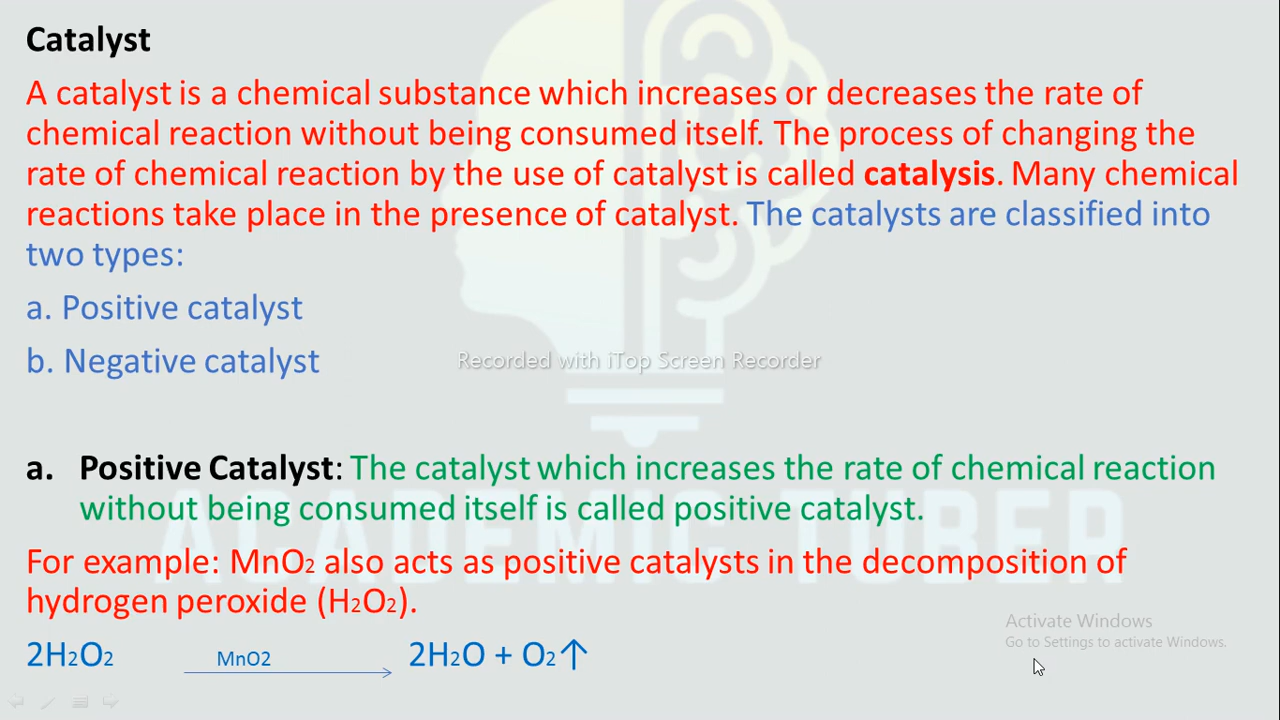 Catalyst
A catalyst is a chemical substance which increases or decreases the rate of
chemical reaction without being consumed itself. The process of changing the
rate of chemical reaction by the use of catalyst is called catalysis. Many chemical
reactions take place in the presence of catalyst. The catalysts are classified into
two types:
a. Positive catalyst
b. Negative catalyst
Recorded with iTop Screen Recorder
a. Positive Catalyst: The catalyst which increases the rate of chemical reaction
without being consumed itself is called positive catalyst.
ACADEMIC TUBER
For example: MnO2 also acts as positive catalysts in the decomposition of
hydrogen peroxide (H2O2).
Activate Windows
Go to Settings to activate Windows.
2H2O2 MnO2 2H2O + O2↑